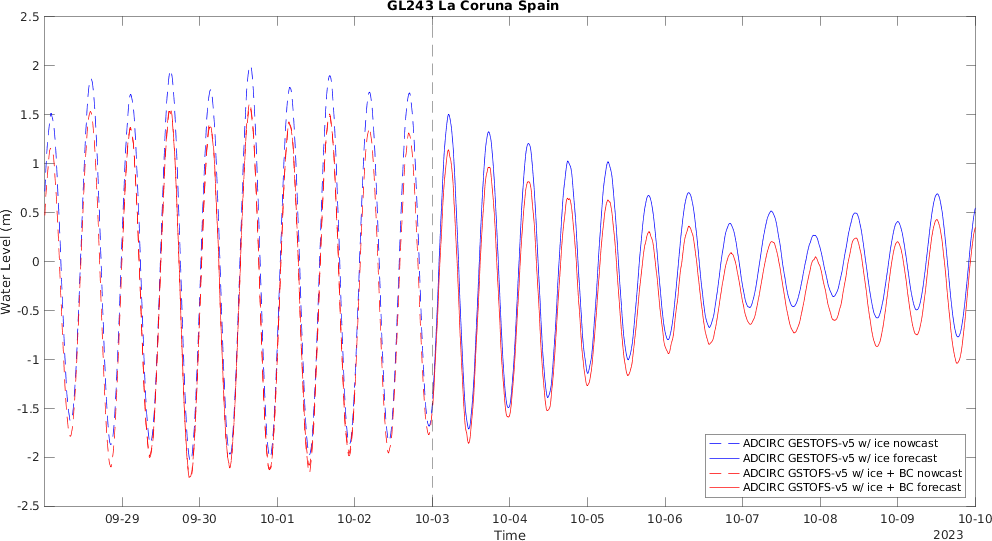 GL243 La Coruna Spain
2.5
2
1.5
1
0.5
0
-0.5
-1
-1.5
-2
-2.5
Water Level (m)
ADCIRC GESTOFS-v5 w/ ice nowcast
ADCIRC GESTOFS-v5 w/ ice forecast
ADCIRC GSTOFS-v5 w/ ice + BC nowcast
ADCIRC GSTOFS-v5 w/ ice + BC forecast
09-29 09-30 10-01 10-02 10-03 10-04 10-05 10-06 10-07 10-08 10-09 10-10
Time
2023